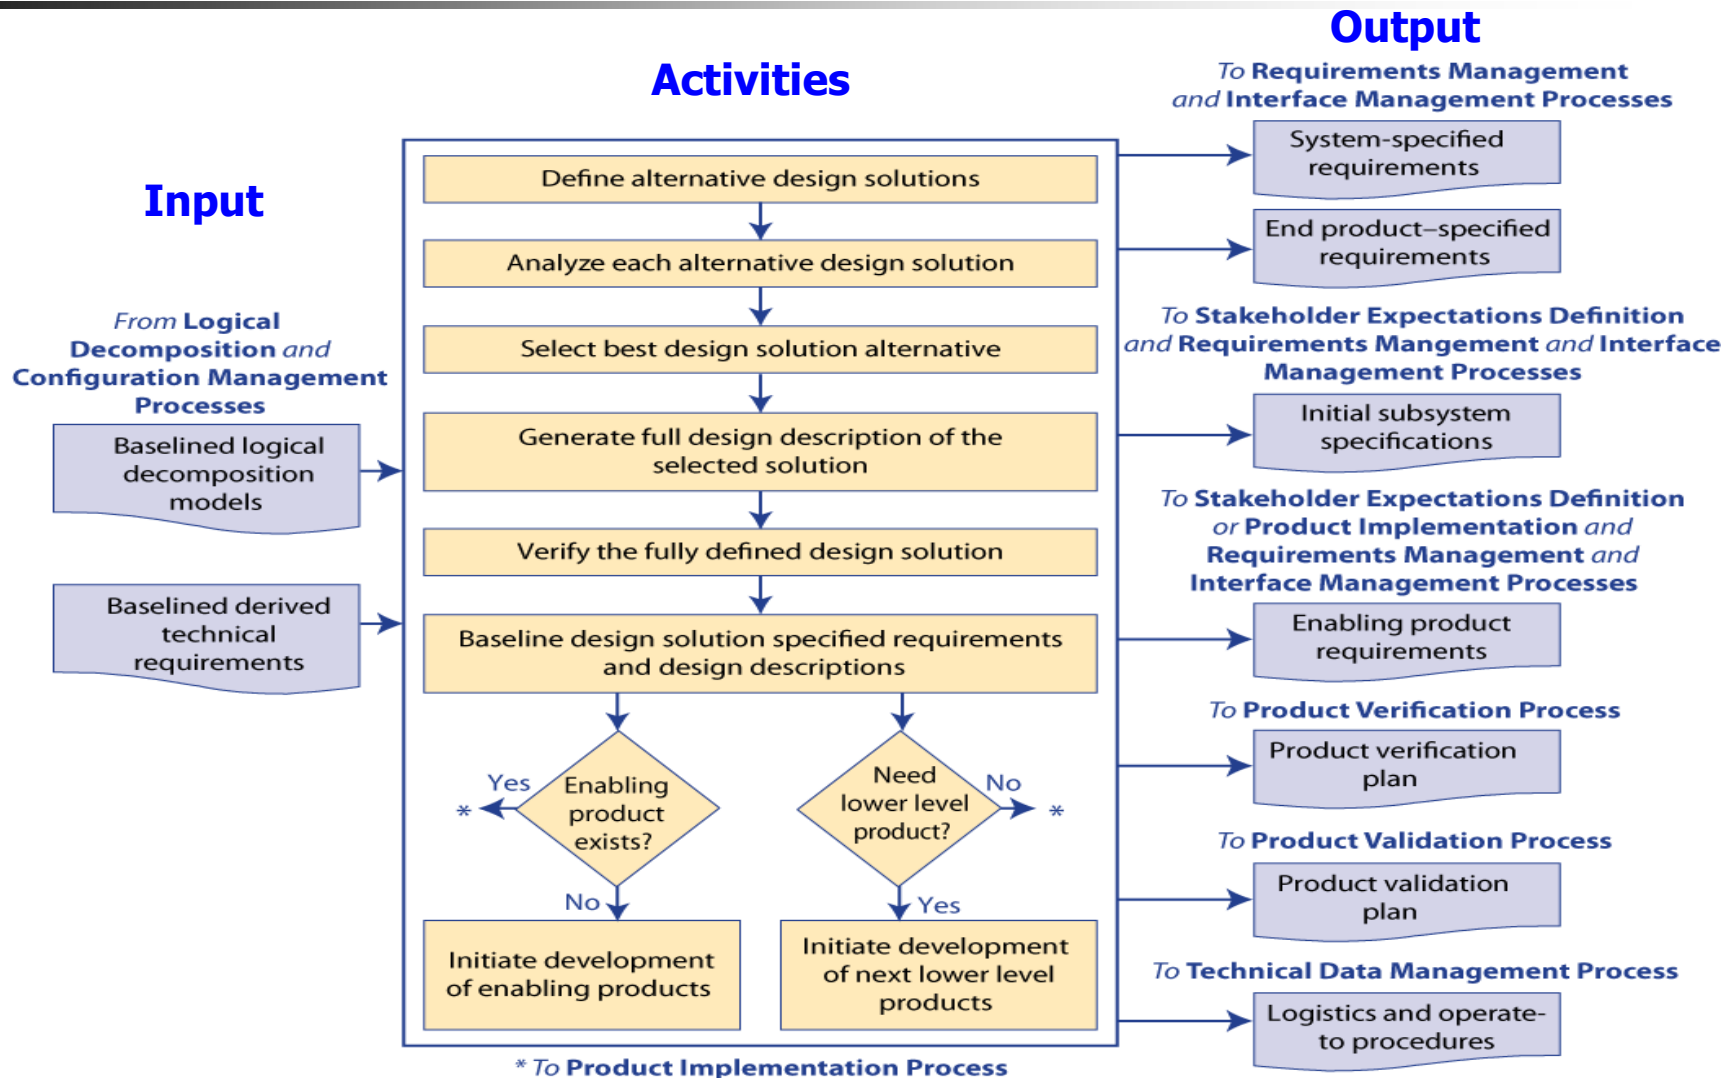 Input
From Logical
Decomposition and
Configuration Management
Processes
Baselined logical
decomposition
models
Baselined derived
technical
requirements
Activities
Define alternative design solutions
Analyze each alternative design solution
Select best design solution alternative
Generate full design description of the
selected solution
Verify the fully defined design solution
Baseline design solution specified requirements
and design descriptions
Yes
*
Enabling
product
exists?
No
Initiate development
of enabling products
Need
lower level
product?
No
*
Yes
Initiate development
of next lower level
products
* To Product Implementation Process
Output
To Requirements Management
and Interface Management Processes
System-specified
requirements
End product–specified
requirements
To Stakeholder Expectations Definition
and Requirements Mangement and Interface
Management Processes
Initial subsystem
specifications
To Stakeholder Expectations Definition
or Product Implementation and
Requirements Management and
Interface Management Processes
Enabling product
requirements
To Product Verification Process
Product verification
plan
To Product Validation Process
Product validation
plan
To Technical Data Management Process
Logistics and operate-
to procedures